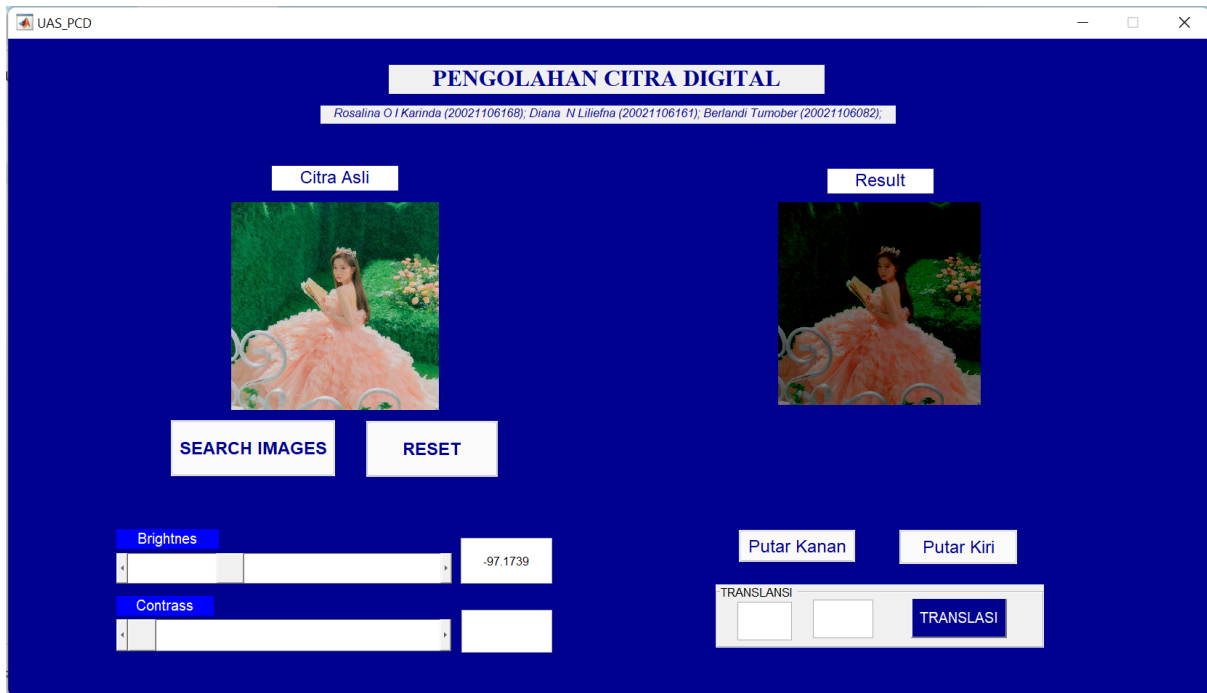 UAS_PCD
PENGOLAHAN CITRA DIGITAL
Rosalina O I Karinda (20021106168); Diana N Liliefna (20021106161); Berlandi Tumober (20021106082);
Citra Asli
Result
SEARCH IMAGES
RESET
Brightnes
-97.1739
Contrass
Putar Kanan
Putar Kiri
TRANSLANSI
TRANSLASI